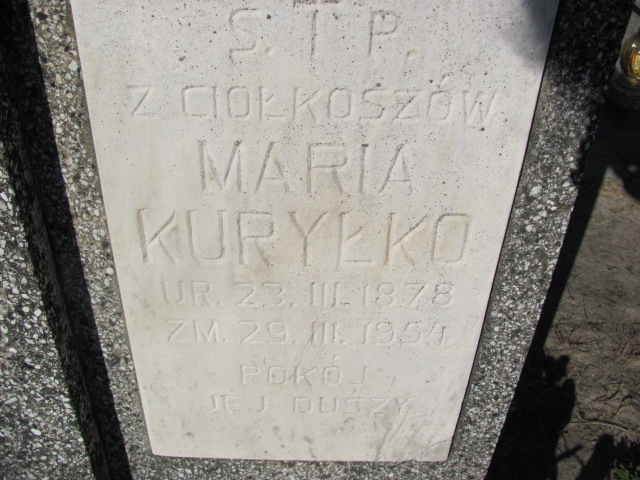 Ś. † P.
Z CIOŁKOSZÓW
MARIA
KURYŁKO
UR. 23. III. 1878
ZM. 29. III. 1954.
POKÓJ
JEJ DUSZY